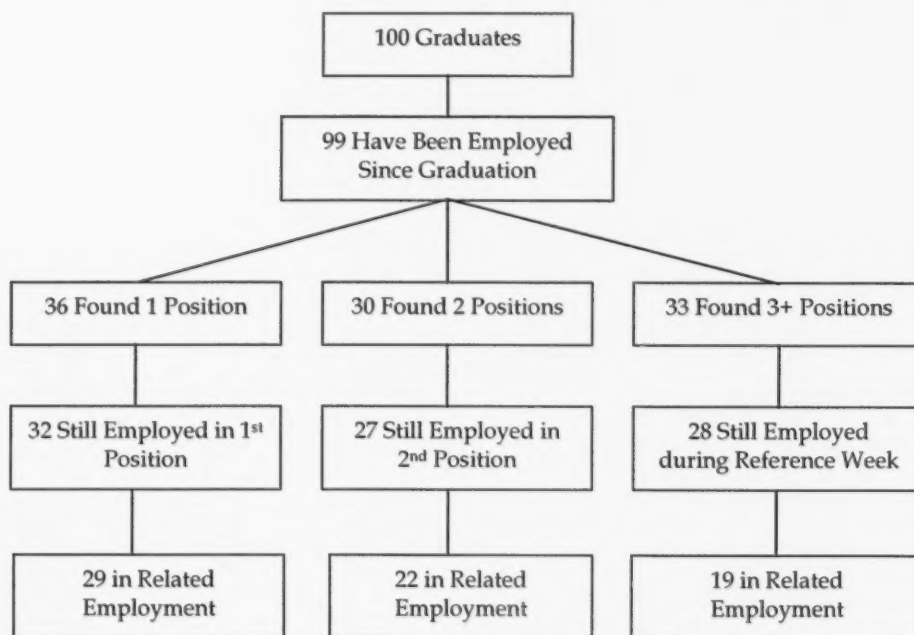 100 Graduates
99 Have Been Employed
Since Graduation
36 Found 1 Position
30 Found 2 Positions
33 Found 3+ Positions
32 Still Employed in 1st
Position
27 Still Employed in
2nd Position
28 Still Employed
during Reference Week
29 in Related
Employment
22 in Related
Employment
19 in Related
Employment